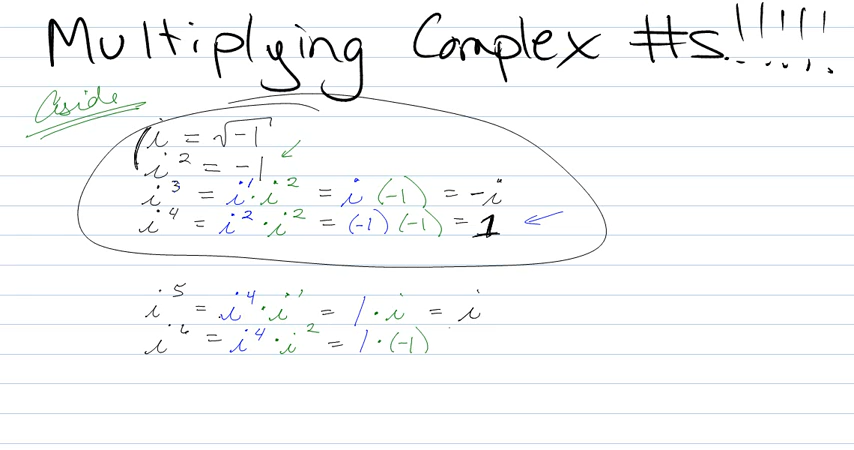 Multiplying Complex #s!!!!!
Aside
i = √-1
i² = -1
i³ = i¹·i² = i (-1) = -i
i⁴ = i²·i² = (-1)(-1) = 1
i⁵ = i⁴·i¹ = 1·i = i
i⁶ = i⁴·i² = 1·(-1)